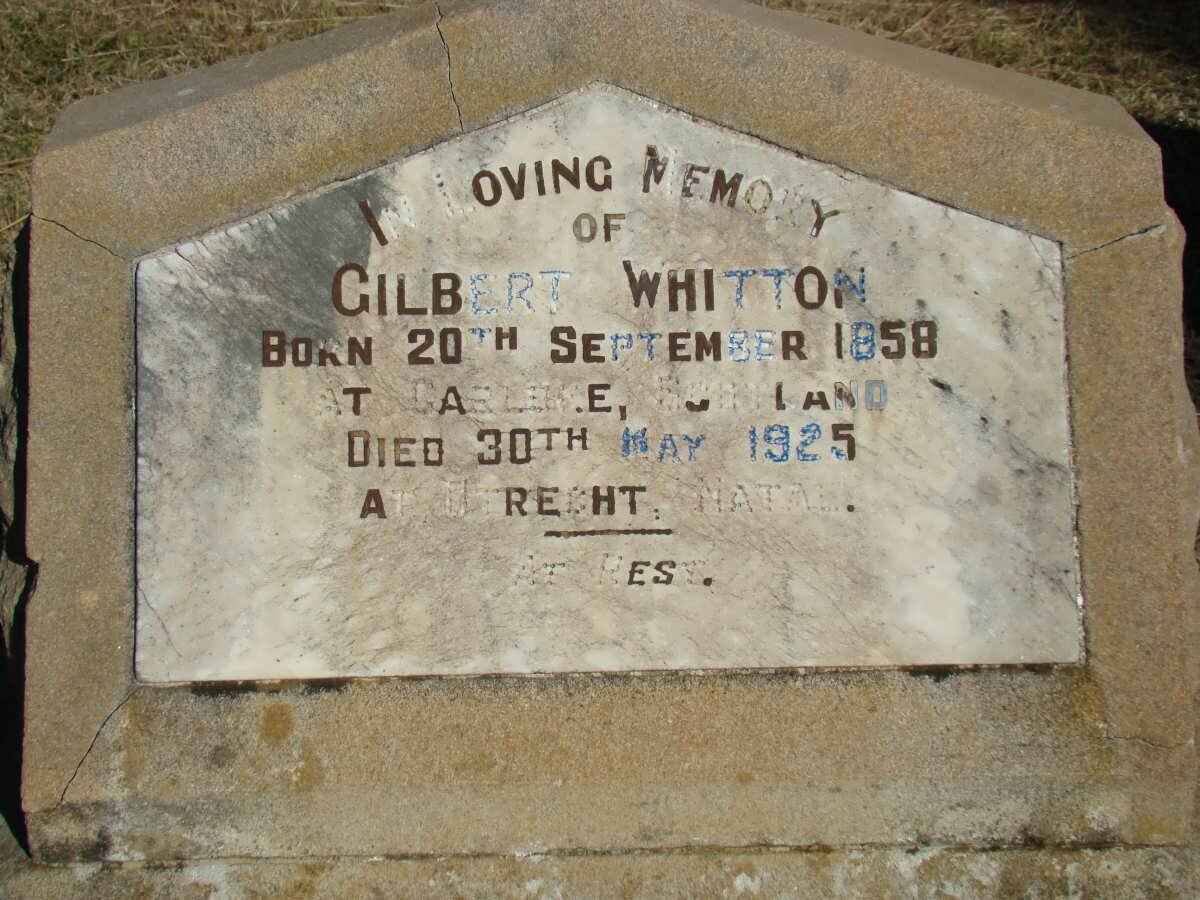 IN LOVING MEMORY
OF
GILBERT WHITTON
BORN 20TH SEPTEMBER 1858
AT CARLUKE, SCOTLAND
DIED 30TH MAY 1925
AT UTRECHT, NATAL.
AT REST.